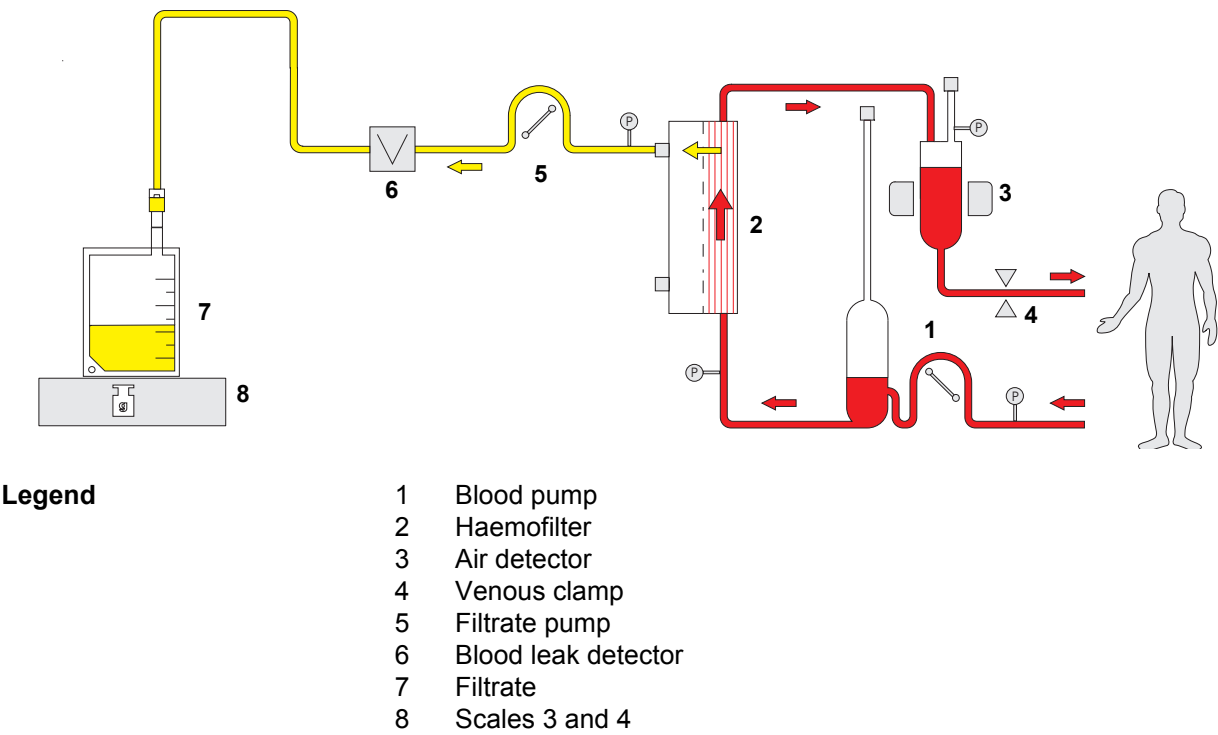 P
P
3
6
5
2
7
1
4
P
P
g
8
Legend
1 Blood pump
2 Haemofilter
3 Air detector
4 Venous clamp
5 Filtrate pump
6 Blood leak detector
7 Filtrate
8 Scales 3 and 4